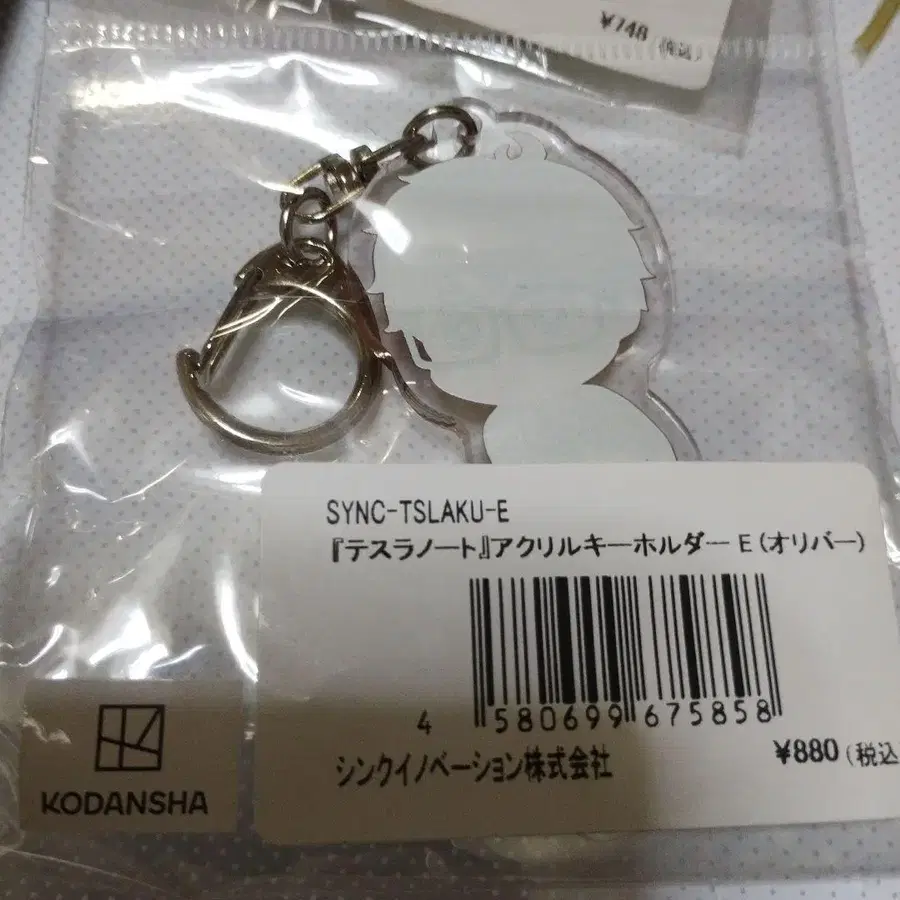 ¥748 (税込)
SYNC-TSLAKU-E
『テスラノート』アクリルキーホルダー E(オリバー)
4 580699 675858
シンクイノベーション株式会社
¥880 (税込
KODANSHA